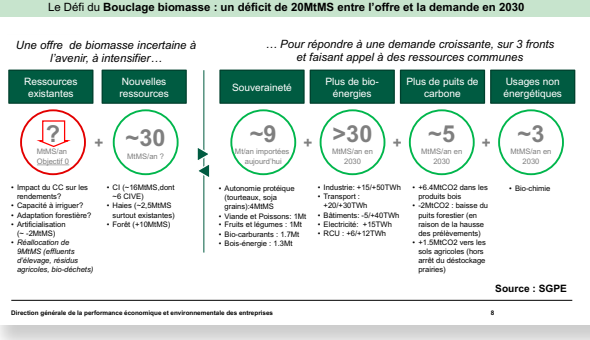 Le Défi du Bouclage biomasse : un déficit de 20MtMS entre l'offre et la demande en 2030
Une offre de biomasse incertaine à
l'avenir, à intensifier…
… Pour répondre à une demande croissante, sur 3 fronts
et faisant appel à des ressources communes
Ressources
existantes
?
MtMS/an
Objectif 0
• Impact du CC sur les
rendements?
• Capacité à irriguer?
• Adaptation forestière?
• Artificialisation
(~ -2MtMS)
• Réallocation de
9MtMS (effluents
d'élevage, résidus
agricoles, bio-déchets)
+
Nouvelles
ressources
~30
MtMS/an ?
• CI (~16MtMS,dont
~6 CIVE)
• Haies (~2,5MtMS
surtout existantes)
• Forêt (+10MtMS)
Souveraineté
~9
Mt/an importées
aujourd'hui
• Autonomie protéique
(tourteaux, soja
grains):4MtMS
• Viande et Poissons: 1Mt
• Fruits et légumes : 1Mt
• Bio-carburants : 1.7Mt
• Bois-énergie : 1.3Mt
+
Plus de bio-
énergies
>30
MtMS/an en
2030
• Industrie: +15/+50TWh
• Transport :
+20/+30TWh
• Bâtiments: -5/+40TWh
• Electricité: +15TWh
• RCU : +6/+12TWh
+
Plus de puits de
carbone
~5
MtMS/an en
2030
• +6.4MtCO2 dans les
produits bois
• -2MtCO2 : baisse du
puits forestier (en
raison de la hausse
des prélèvements)
• +1.5MtCO2 vers les
sols agricoles (hors
arrêt du déstockage
prairies)
+
Usages non
énergétiques
~3
MtMS/an en
2030
• Bio-chimie
Source : SGPE
Direction générale de la performance économique et environnementale des entreprises
8